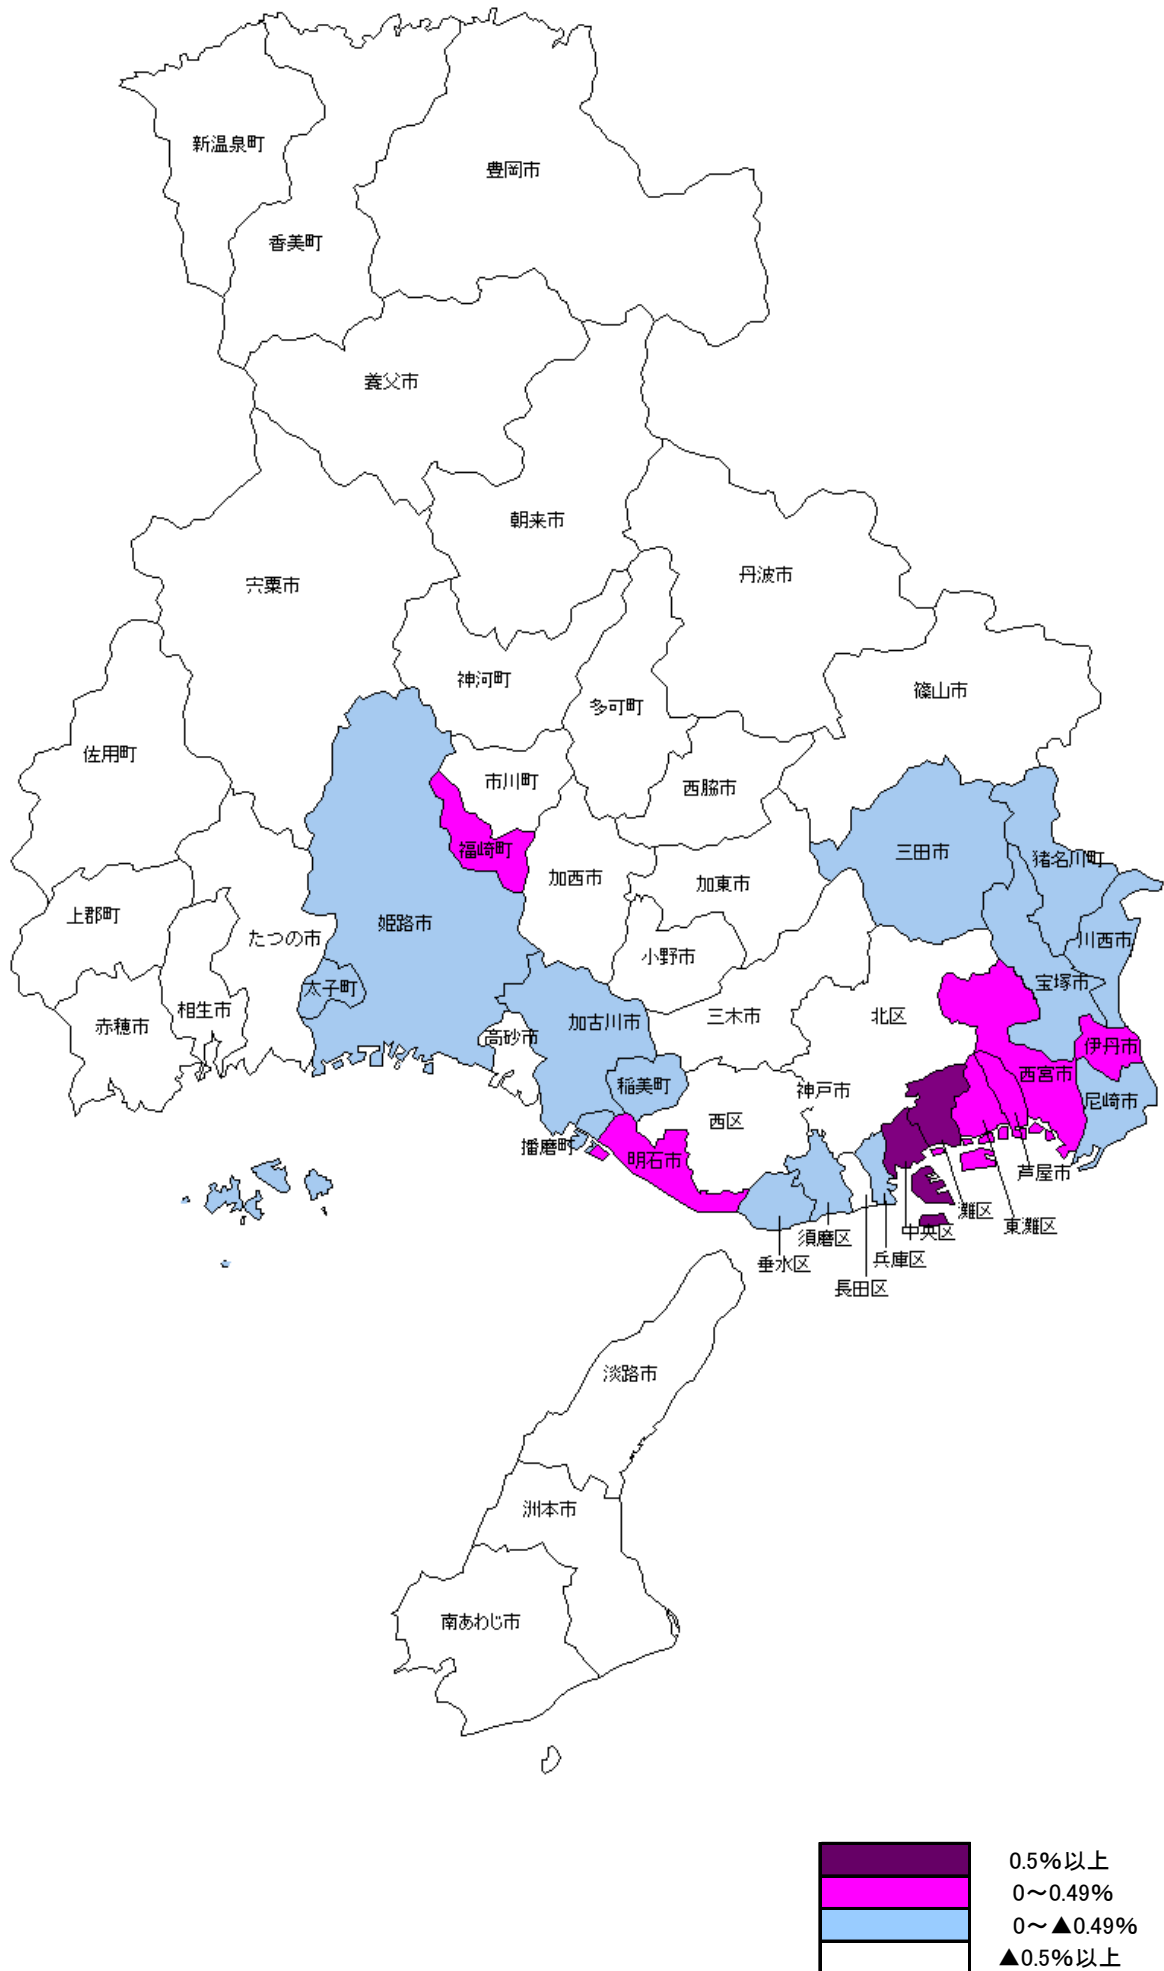 新温泉町
豊岡市
香美町
養父市
朝来市
丹波市
宍粟市
神河町
篠山市
多可町
佐用町
市川町
西脇市
福崎町
三田市
猪名川町
加西市
加東市
上郡町
姫路市
たつの市
川西市
小野市
太子町
宝塚市
相生市
三木市
北区
赤穂市
加古川市
高砂市
伊丹市
西宮市
稲美町
神戸市
尼崎市
西区
播磨町
明石市
芦屋市
灘区
東灘区
中央区
須磨区
兵庫区
垂水区
長田区
淡路市
洲本市
南あわじ市
0.5%以上
0～0.49%
0～▲0.49%
▲0.5%以上